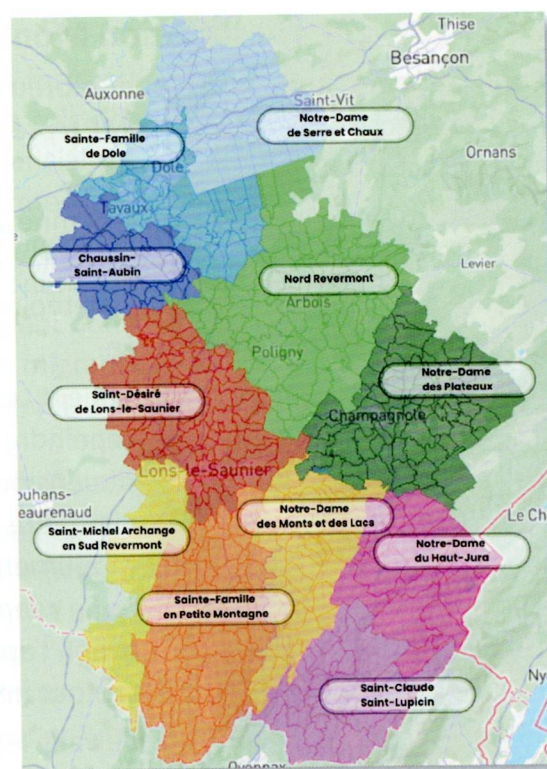 Thise
Besançon
Auxonne
Saint-Vit
Notre-Dame
de Serre et Chaux
Sainte-Famille
de Dole
Dole
Ornans
Tavaux
Chaussin-
Saint-Aubin
Levier
Nord Revermont
Arbois
Poligny
Notre-Dame
des Plateaux
Saint-Désiré
de Lons-le-Saunier
Champagnole
Lons-le-Saunier
ouhans-
eaurenaud
Notre-Dame
des Monts et des Lacs
Le Ch
Saint-Michel Archange
en Sud Revermont
Notre-Dame
du Haut-Jura
Sainte-Famille
en Petite Montagne
Ny
Saint-Claude
Saint-Lupicin